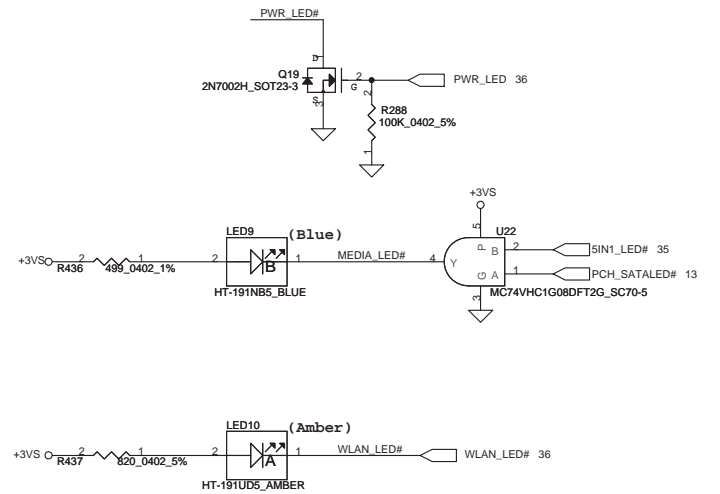 PWR_LED#
D
1
Q19
2N7002H_SOT23-3
2
G
PWR_LED 36
S
3
2
R288
100K_0402_5%
1
+3VS
LED9
(Blue)
5
U22
+3VS
2
1
2
B
1
MEDIA_LED#
4
Y
P
B
2
5IN1_LED# 35
R436
499_0402_1%
G
A
1
PCH_SATALED# 13
HT-191NB5_BLUE
3
MC74VHC1G08DFT2G_SC70-5
LED10
(Amber)
+3VS
2
1
2
A
1
WLAN_LED#
WLAN_LED# 36
R437
820_0402_5%
HT-191UD5_AMBER